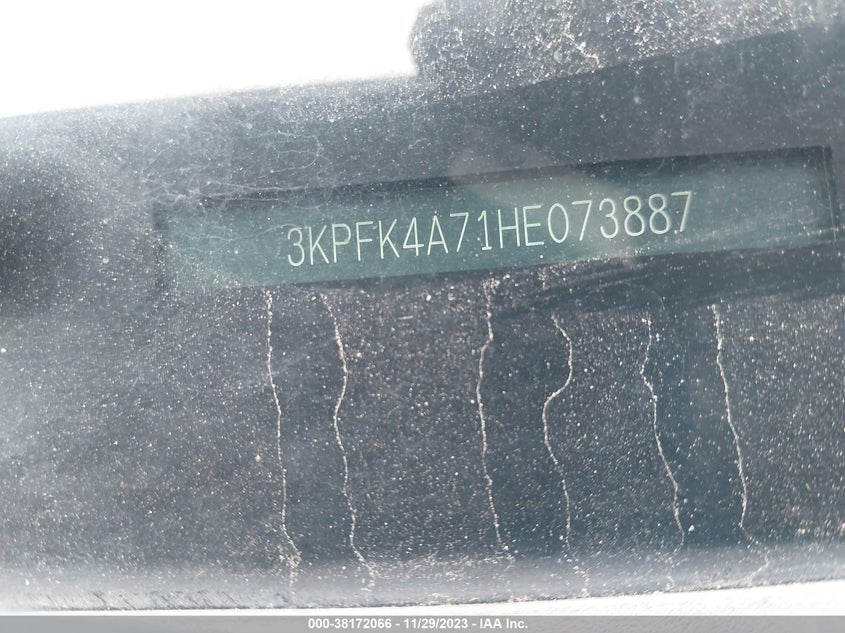 3KPFK4A71HE073887
000-38172066 - 11/29/2023 - IAA Inc.